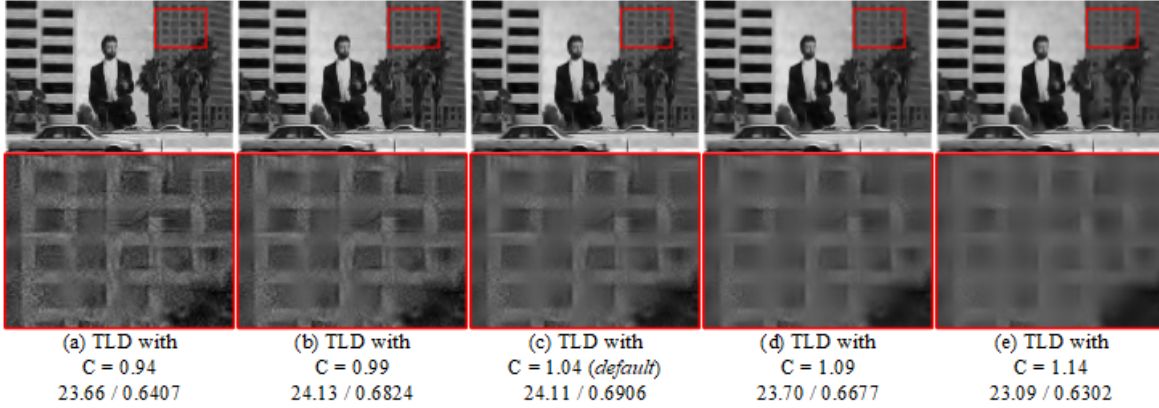 (a) TLD with
C = 0.94
23.66 / 0.6407
(b) TLD with
C = 0.99
24.13 / 0.6824
(c) TLD with
C = 1.04 (default)
24.11 / 0.6906
(d) TLD with
C = 1.09
23.70 / 0.6677
(e) TLD with
C = 1.14
23.09 / 0.6302